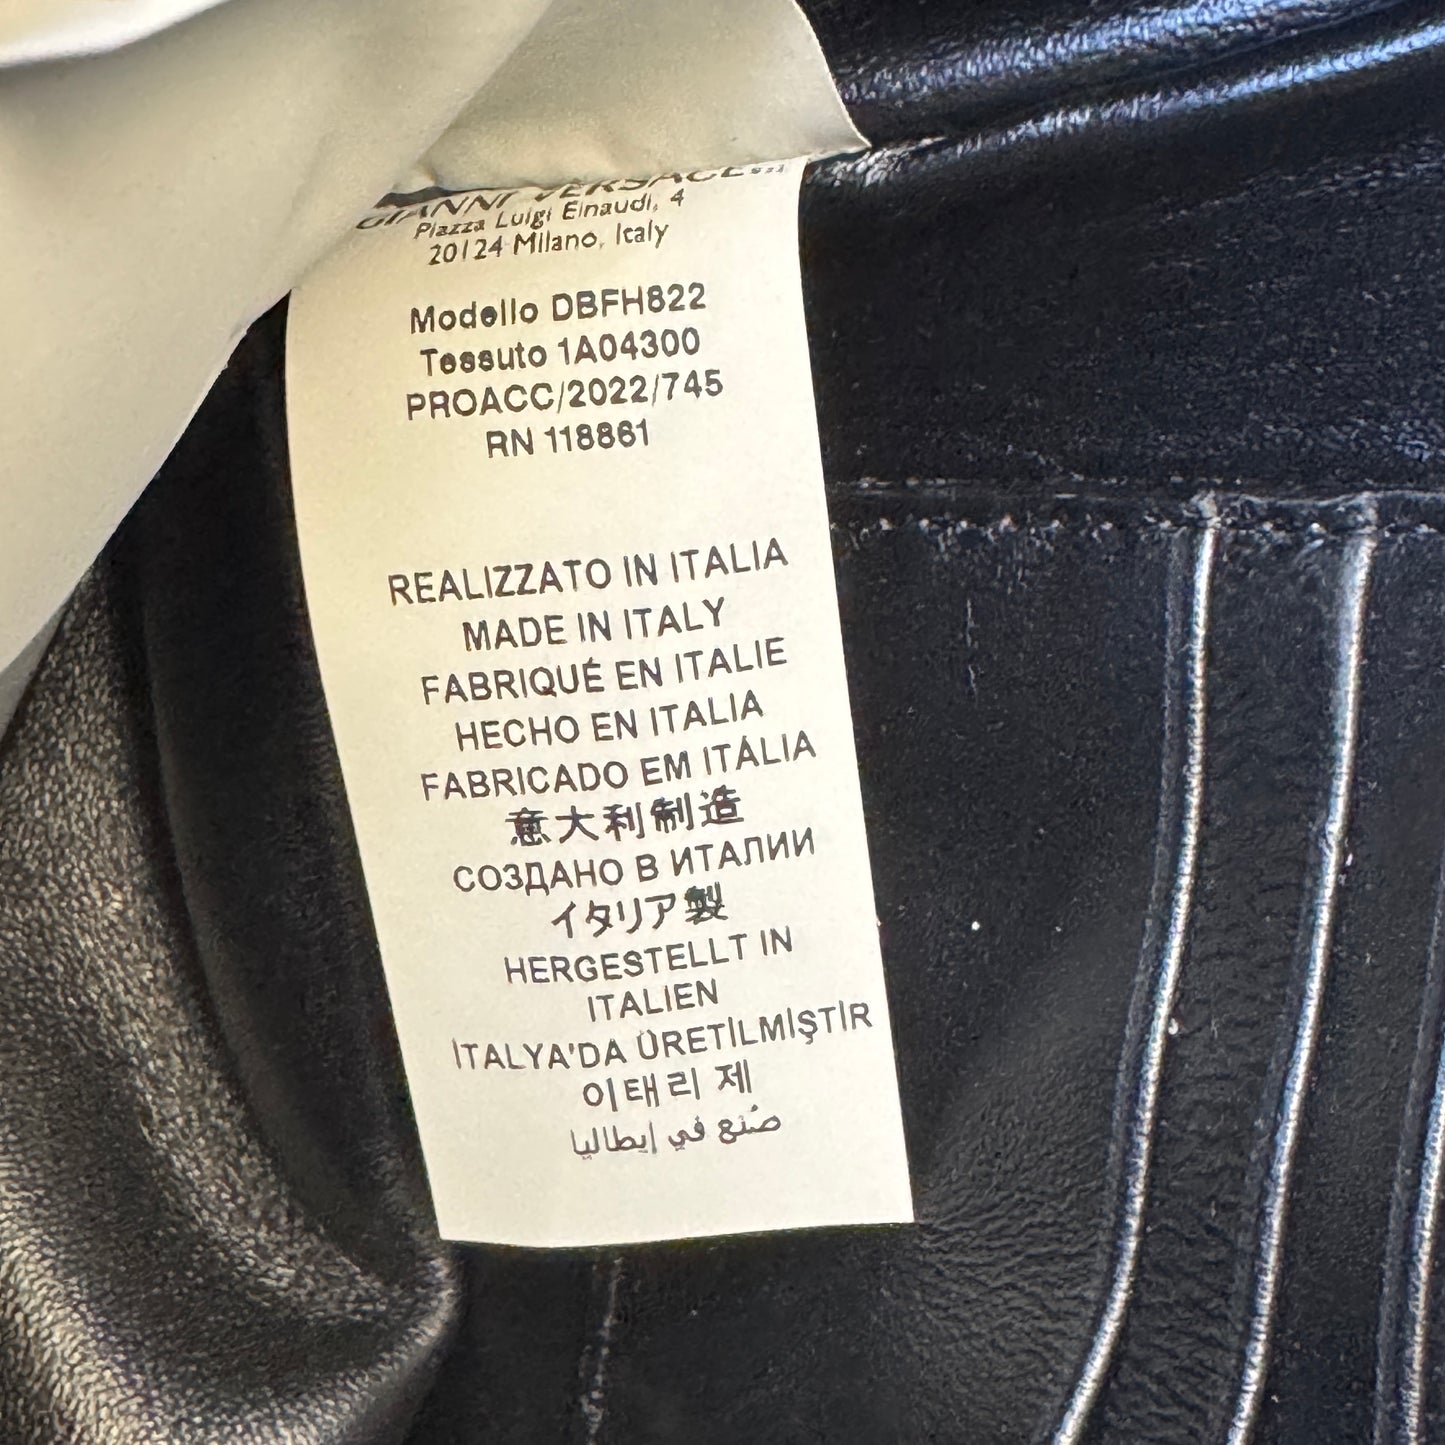 GIANNI VERSACE S.r.l.
Piazza Luigi Einaudi, 4
20124 Milano, Italy
Modello DBFH822
Tessuto 1A04300
PROACC/2022/745
RN 118861
REALIZZATO IN ITALIA
MADE IN ITALY
FABRIQUÉ EN ITALIE
HECHO EN ITALIA
FABRICADO EM ITÁLIA
意大利制造
СОЗДАНО В ИТАЛИИ
イタリア製
HERGESTELLT IN
ITALIEN
İTALYA'DA ÜRETİLMİŞTİR
이태리 제
صُنع في إيطاليا